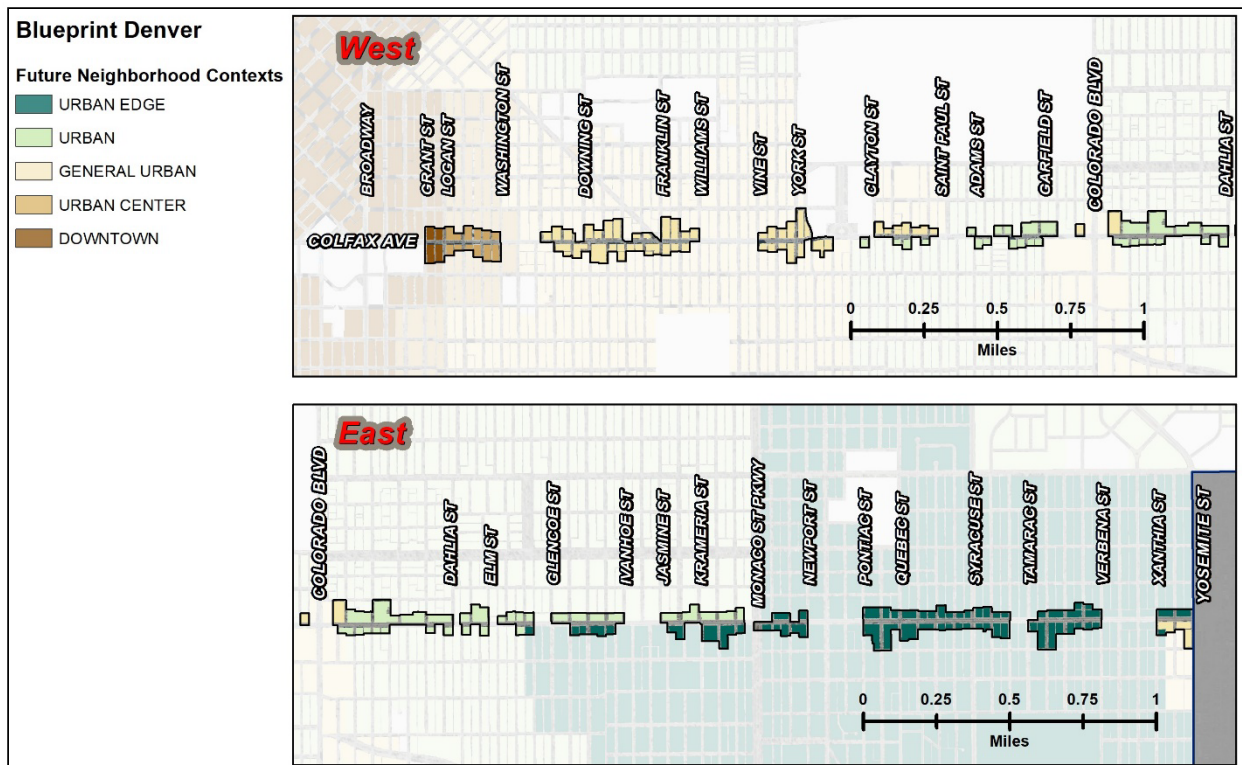 Blueprint Denver
Future Neighborhood Contexts
URBAN EDGE
URBAN
GENERAL URBAN
URBAN CENTER
DOWNTOWN
West
BROADWAY
GRANT ST
LOGAN ST
WASHINGTON ST
DOWNING ST
FRANKLIN ST
WILLIAMS ST
VINE ST
YORK ST
CLAYTON ST
SAINT PAUL ST
ADAMS ST
GARFIELD ST
COLORADO BLVD
DAHLIA ST
COLFAX AVE
0 0.25 0.5 0.75 1
Miles
East
COLORADO BLVD
DAHLIA ST
ELM ST
GLENCOE ST
IVANHOE ST
JASMINE ST
KRAMERIA ST
MONACO ST PKWY
NEWPORT ST
PONTIAC ST
QUEBEC ST
SYRACUSE ST
TAMARAC ST
VERBENA ST
XANTHIA ST
YOSEMITE ST
0 0.25 0.5 0.75 1
Miles